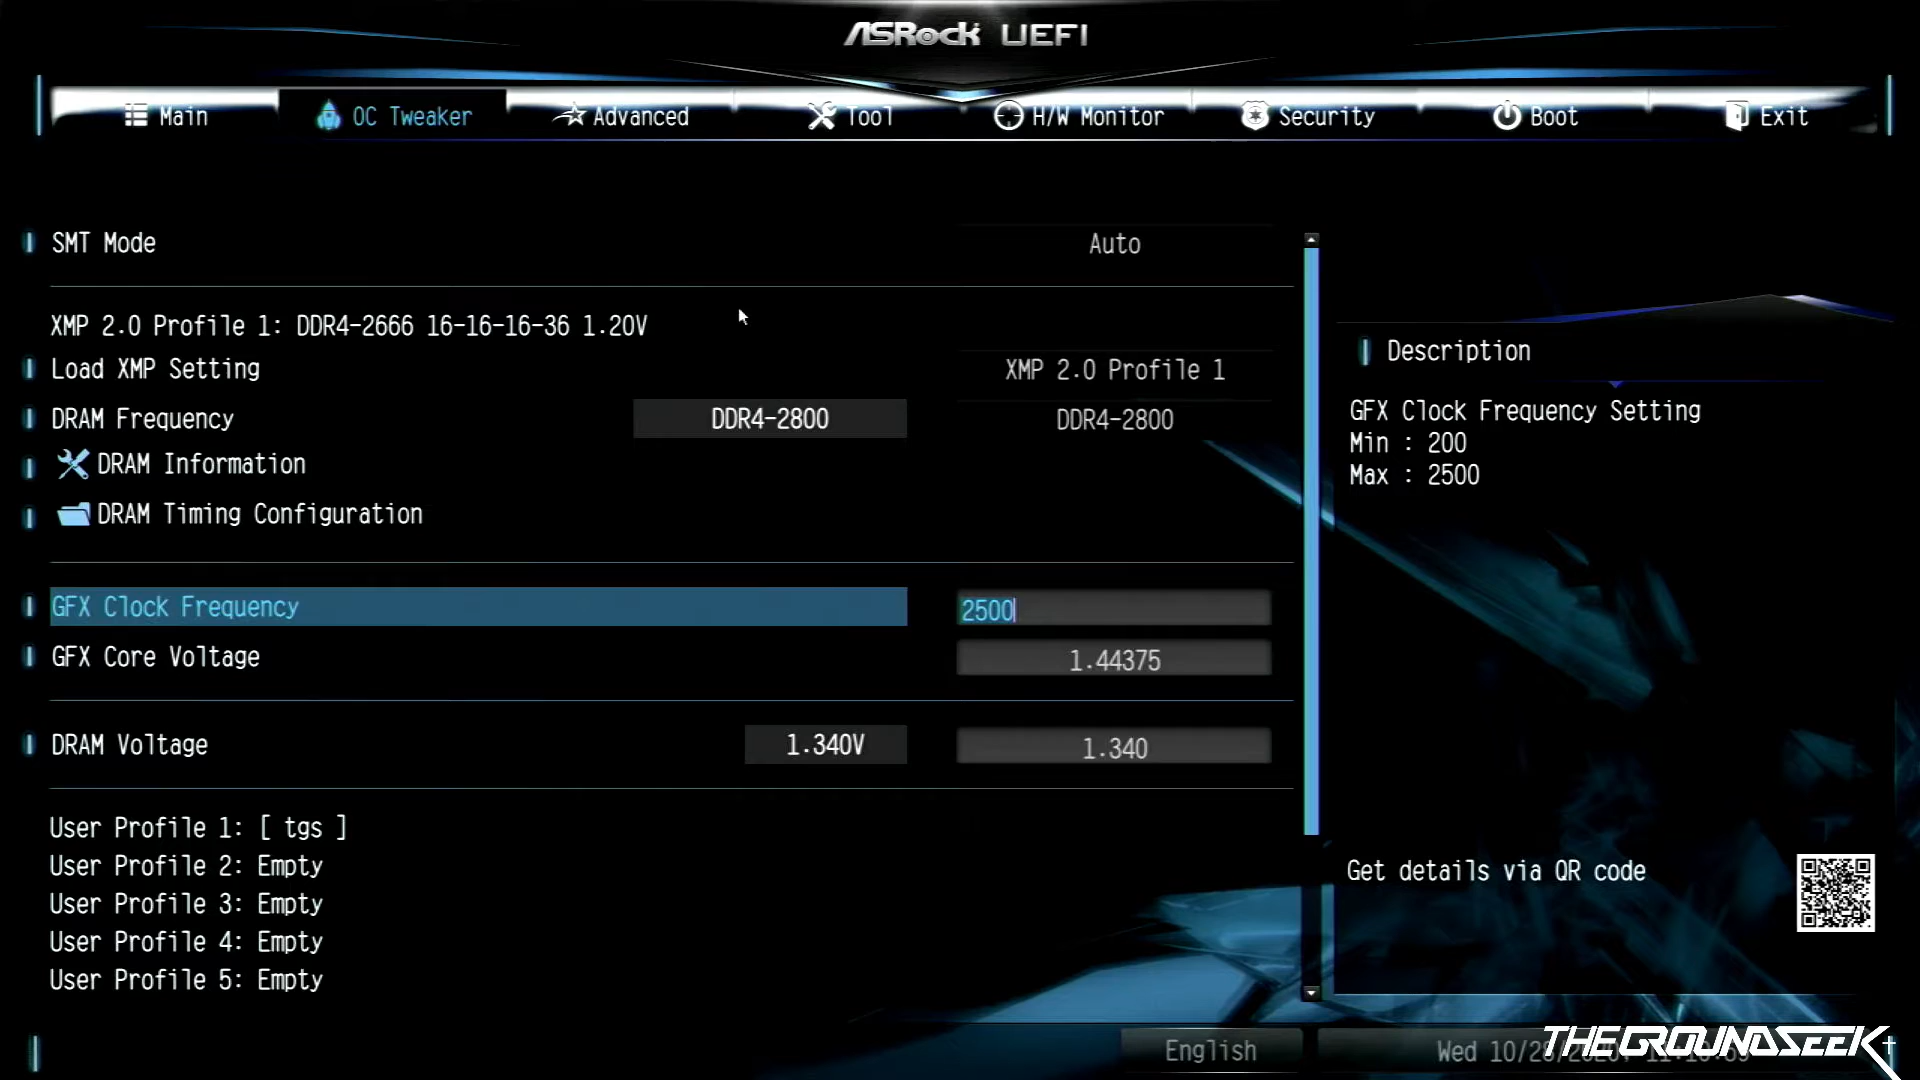 ASRock UEFI
Main OC Tweaker Advanced Tool H/W Monitor Security Boot Exit
SMT Mode Auto
XMP 2.0 Profile 1: DDR4-2666 16-16-16-36 1.20V
Load XMP Setting XMP 2.0 Profile 1
DRAM Frequency DDR4-2800 DDR4-2800
DRAM Information
DRAM Timing Configuration
GFX Clock Frequency 2500
GFX Core Voltage 1.44375
DRAM Voltage 1.340V 1.340
User Profile 1: [ tgs ]
User Profile 2: Empty
User Profile 3: Empty
User Profile 4: Empty
User Profile 5: Empty
Description
GFX Clock Frequency Setting
Min : 200
Max : 2500
Get details via QR code
English
Wed
THEGROUNDSEEK